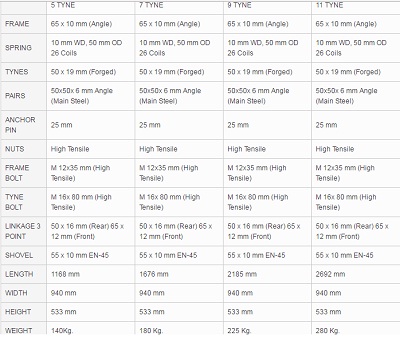 5 TYNE 7 TYNE 9 TYNE 11 TYNE
FRAME 65 x 10 mm (Angle) 65 x 10 mm (Angle) 65 x 10 mm (Angle) 65 x 10 mm (Angle)
SPRING 10 mm WD, 50 mm OD 10 mm WD, 50 mm OD 10 mm WD, 50 mm OD 10 mm WD, 50 mm OD
26 Coils 26 Coils 26 Coils 26 Coils
TYNES 50 x 19 mm (Forged) 50 x 19 mm (Forged) 50 x 19 mm (Forged) 50 x 19 mm (Forged)
PAIRS 50x50x 6 mm Angle 50x50x 6 mm Angle 50x50x 6 mm Angle 50x50x 6 mm Angle
(Main Steel) (Main Steel) (Main Steel) (Main Steel)
ANCHOR
PIN 25 mm 25 mm 25 mm 25 mm
NUTS High Tensile High Tensile High Tensile High Tensile
FRAME M 12x35 mm (High M 12x35 mm (High M 12x35 mm (High M 12x35 mm (High
BOLT Tensile) Tensile) Tensile) Tensile)
TYNE M 16x 80 mm (High M 16x 80 mm (High M 16x 80 mm (High M 16x 80 mm (High
BOLT Tensile) Tensile) Tensile) Tensile)
LINKAGE 3 50 x 16 mm (Rear) 65 x 50 x 16 mm (Rear) 65 x 50 x 16 mm (Rear) 65 x 50 x 16 mm (Rear) 65 x
POINT 12 mm (Front) 12 mm (Front) 12 mm (Front) 12 mm (Front)
SHOVEL 55 x 10 mm EN-45 55 x 10 mm EN-45 55 x 10 mm EN-45 55 x 10 mm EN-45
LENGTH 1168 mm 1676 mm 2185 mm 2692 mm
WIDTH 940 mm 940 mm 940 mm 940 mm
HEIGHT 533 mm 533 mm 533 mm 533 mm
WEIGHT 140Kg. 180 Kg. 225 Kg. 280 Kg.